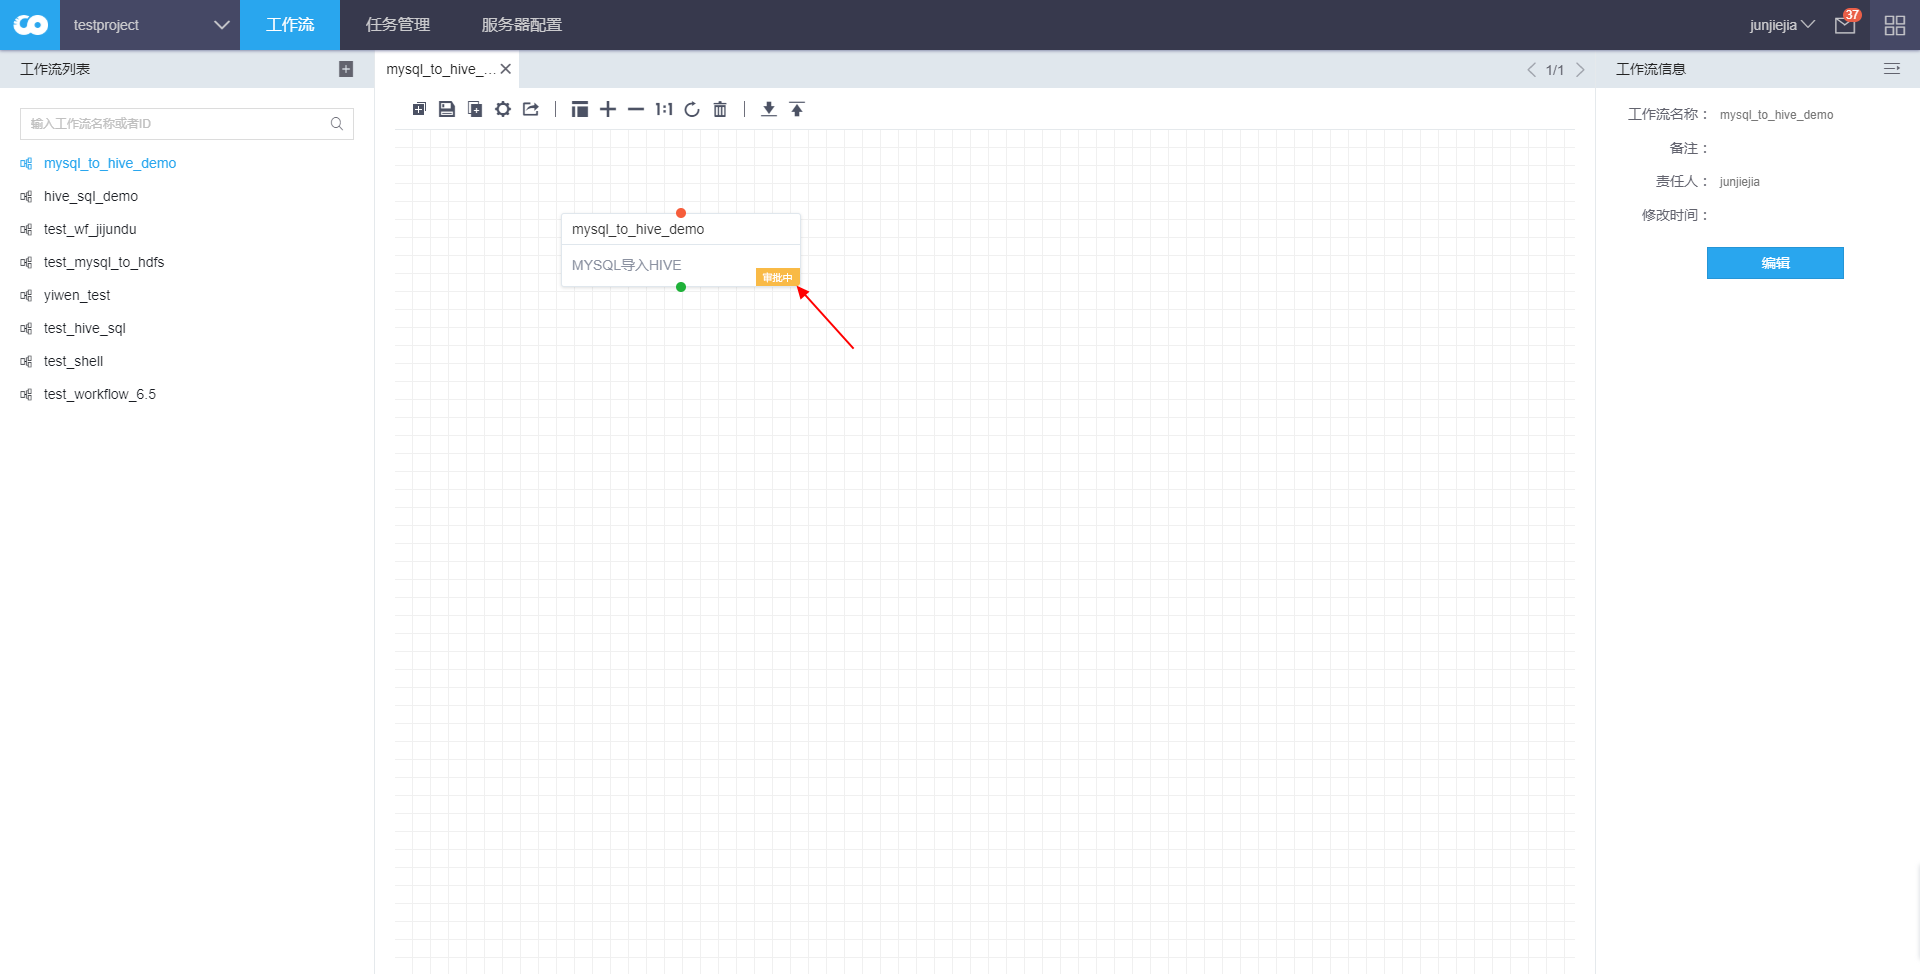 testproject
工作流
任务管理
服务器配置
junjiejia
37
工作流列表
mysql_to_hive_...
1/1
工作流信息
输入工作流名称或者ID
mysql_to_hive_demo
hive_sql_demo
test_wf_jijundu
test_mysql_to_hdfs
yiwen_test
test_hive_sql
test_shell
test_workflow_6.5
1:1
mysql_to_hive_demo
MYSQL导入HIVE
审批中
工作流名称： mysql_to_hive_demo
备注：
责任人： junjiejia
修改时间：
编辑